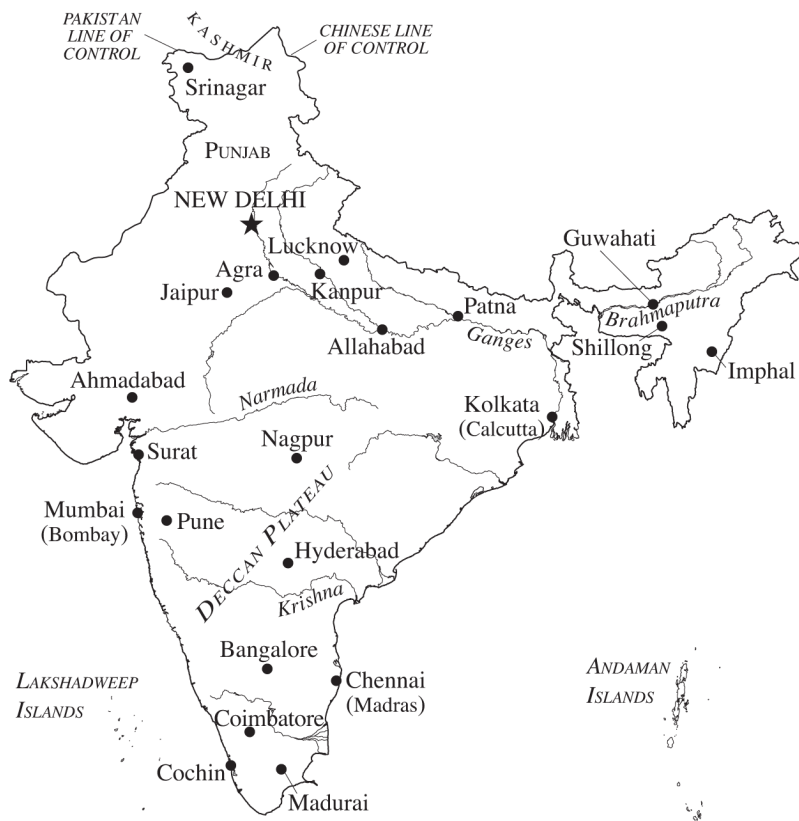 PAKISTAN
LINE OF
CONTROL
KASHMIR
CHINESE LINE
OF CONTROL
Srinagar
PUNJAB
NEW DELHI
Lucknow
Guwahati
Agra
Jaipur
Kanpur
Patna
Brahmaputra
Allahabad
Ganges
Shillong
Imphal
Ahmadabad
Narmada
Kolkata
(Calcutta)
Surat
Nagpur
Mumbai
(Bombay)
Pune
DECCAN PLATEAU
Hyderabad
Krishna
Bangalore
LAKSHADWEEP
ISLANDS
Chennai
(Madras)
ANDAMAN
ISLANDS
Coimbatore
Cochin
Madurai